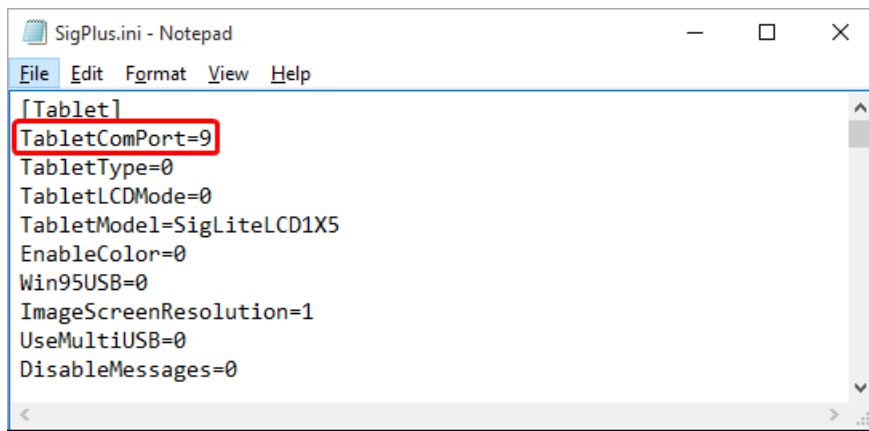 SigPlus.ini - Notepad
File Edit Format View Help
[Tablet]
TabletComPort=9
TabletType=0
TabletLCDMode=0
TabletModel=SigLiteLCD1X5
EnableColor=0
Win95USB=0
ImageScreenResolution=1
UseMultiUSB=0
DisableMessages=0